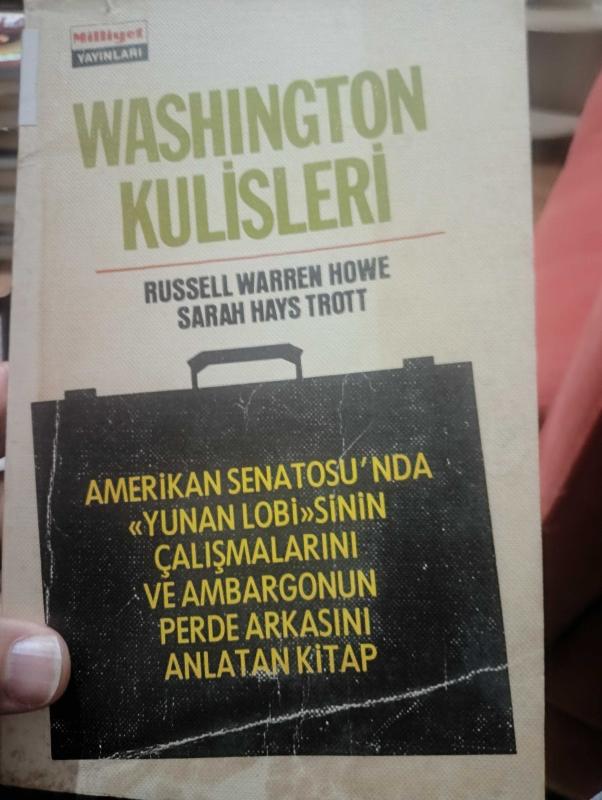 Milliyet
YAYINLARI
WASHINGTON
KULİSLERİ
RUSSELL WARREN HOWE
SARAH HAYS TROTT
AMERİKAN SENATOSU'NDA
«YUNAN LOBİ»SİNİN
ÇALIŞMALARINI
VE AMBARGONUN
PERDE ARKASINI
ANLATAN KİTAP